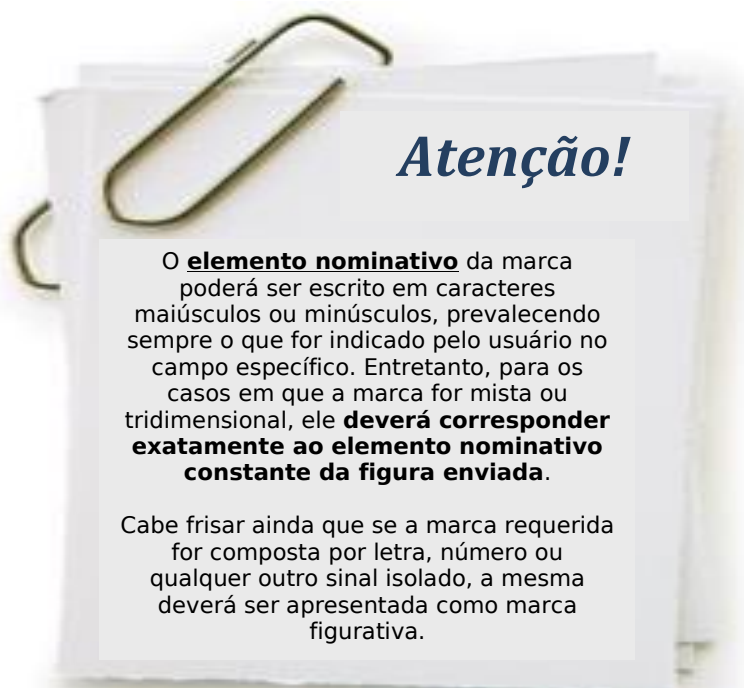 Atenção!
O elemento nominativo da marca
poderá ser escrito em caracteres
maiúsculos ou minúsculos, prevalecendo
sempre o que for indicado pelo usuário no
campo específico. Entretanto, para os
casos em que a marca for mista ou
tridimensional, ele deverá corresponder
exatamente ao elemento nominativo
constante da figura enviada.
Cabe frisar ainda que se a marca requerida
for composta por letra, número ou
qualquer outro sinal isolado, a mesma
deverá ser apresentada como marca
figurativa.